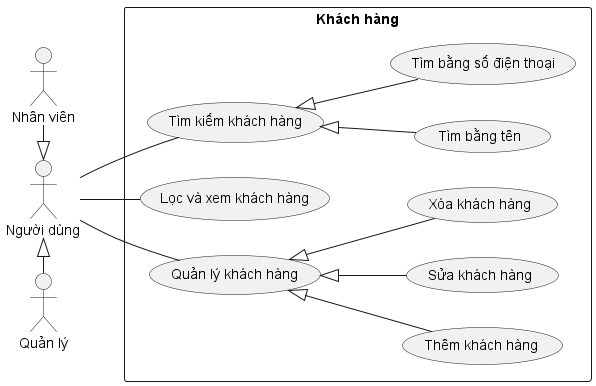 Khách hàng
Nhân viên
Người dùng
Quản lý
Tìm kiếm khách hàng
Tìm bằng số điện thoại
Tìm bằng tên
Lọc và xem khách hàng
Quản lý khách hàng
Xóa khách hàng
Sửa khách hàng
Thêm khách hàng